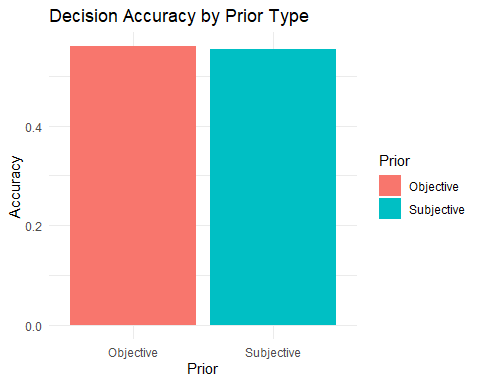 Decision Accuracy by Prior Type
Accuracy
0.4
0.2
0.0
Objective
Subjective
Prior
Prior
Objective
Subjective